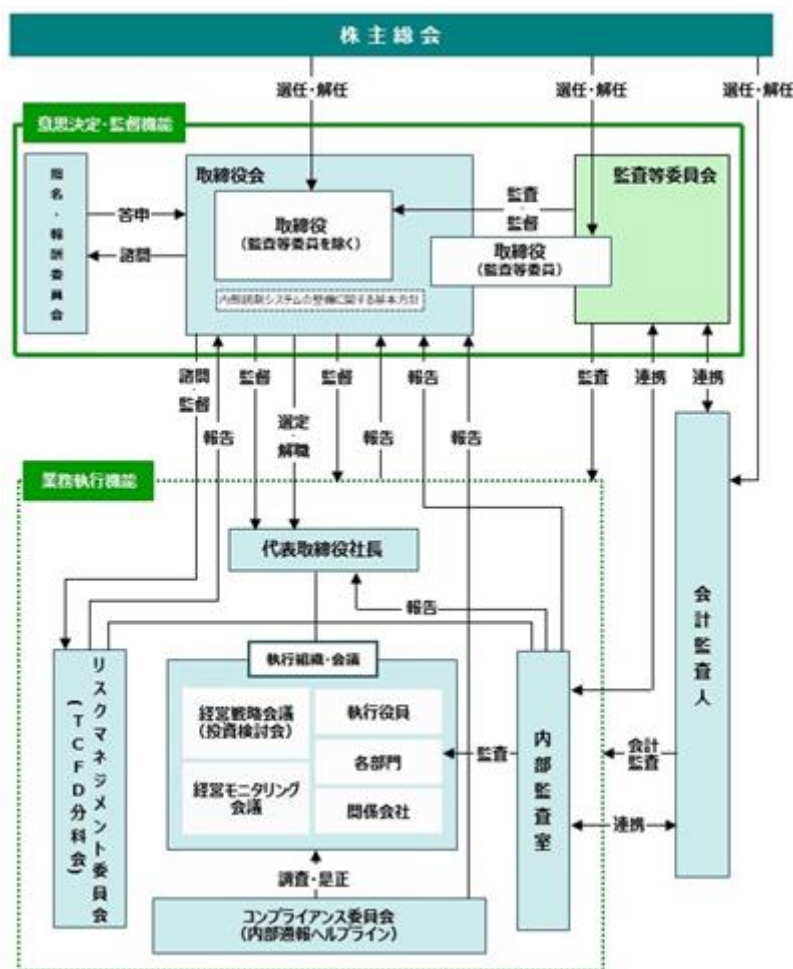 株主総会
選任・解任
選任・解任
選任・解任
意思決定・監督機能
指名・報酬委員会
答申
諮問
取締役会
取締役
(監査等委員を除く)
内部統制システムの整備に関する基本方針
監査
・
監督
監査等委員会
取締役
(監査等委員)
諮問
・
監督
報告
監督
選定
・
解職
監督
報告
報告
報告
監査
連携
連携
業務執行機能
代表取締役社長
報告
執行組織・会議
経営戦略会議
(投資検討会)
経営モニタリング
会議
執行役員
各部門
関係会社
監査
内部監査室
会計
監査
連携
会計監査人
リスクマネジメント委員会
(TCFD分科会)
調査・是正
コンプライアンス委員会
(内部通報ヘルプライン)